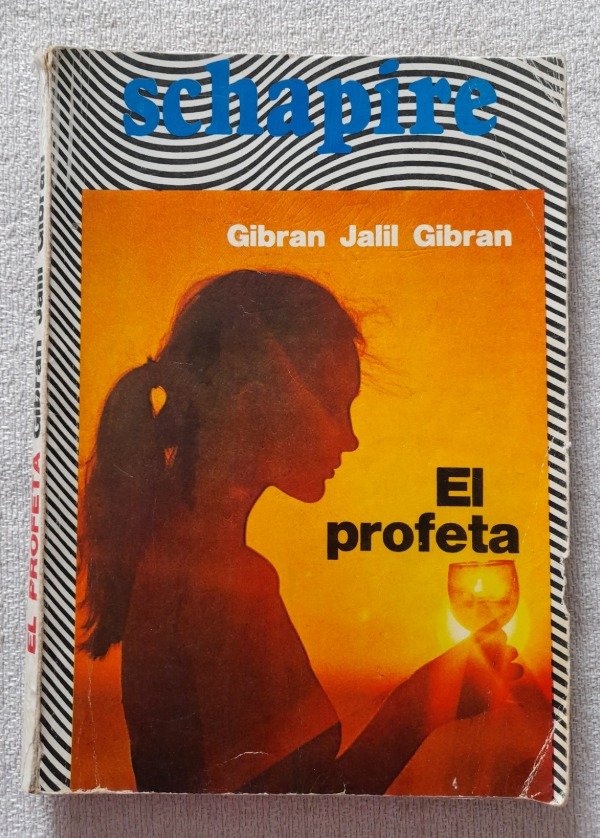 schapire
Gibran Jalil Gibran
El
profeta
EL PROFETA Gibran Jalil Gibran